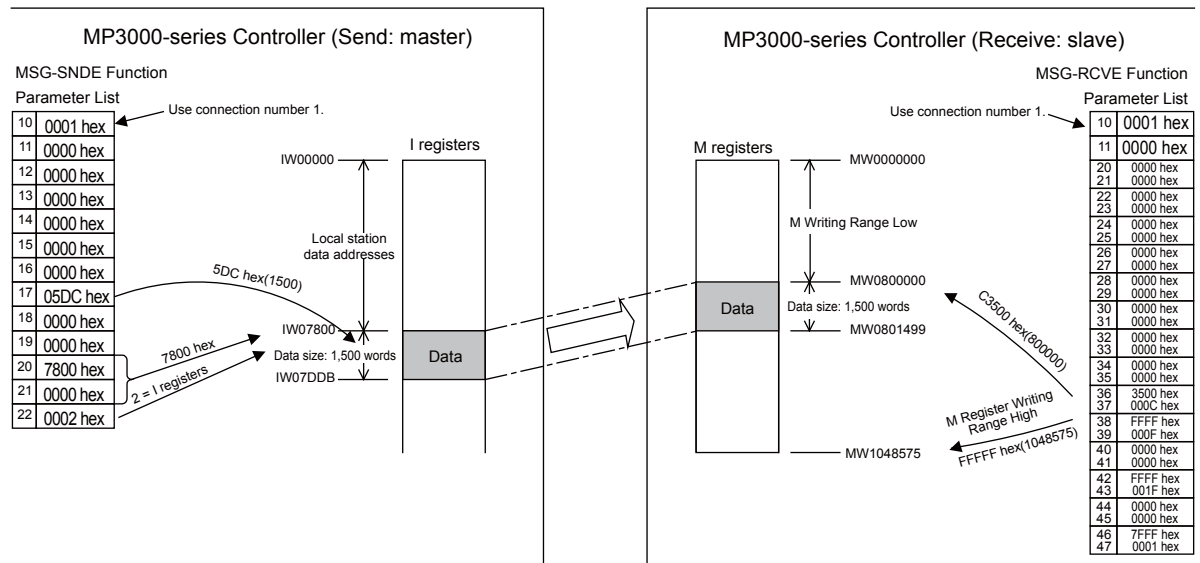 MP3000-series Controller (Send: master)
MSG-SNDE Function
Parameter List
10 0001 hex
11 0000 hex
12 0000 hex
13 0000 hex
14 0000 hex
15 0000 hex
16 0000 hex
17 05DC hex
18 0000 hex
19 0000 hex
20 7800 hex
21 0000 hex
22 0002 hex
Use connection number 1.
5DC hex(1500)
7800 hex
2 = I registers
I registers
IW00000
Local station
data addresses
IW07800
Data size: 1,500 words
IW07DDB
Data
MP3000-series Controller (Receive: slave)
MSG-RCVE Function
Parameter List
Use connection number 1.
M registers
MW0000000
M Writing Range Low
MW0800000
Data
Data size: 1,500 words
MW0801499
MW1048575
C3500 hex(800000)
M Register Writing
Range High
FFFFF hex(1048575)
10 0001 hex
11 0000 hex
20 0000 hex
21 0000 hex
22 0000 hex
23 0000 hex
24 0000 hex
25 0000 hex
26 0000 hex
27 0000 hex
28 0000 hex
29 0000 hex
30 0000 hex
31 0000 hex
32 0000 hex
33 0000 hex
34 0000 hex
35 0000 hex
36 3500 hex
37 000C hex
38 FFFF hex
39 000F hex
40 0000 hex
41 0000 hex
42 FFFF hex
43 001F hex
44 0000 hex
45 0000 hex
46 7FFF hex
47 0001 hex